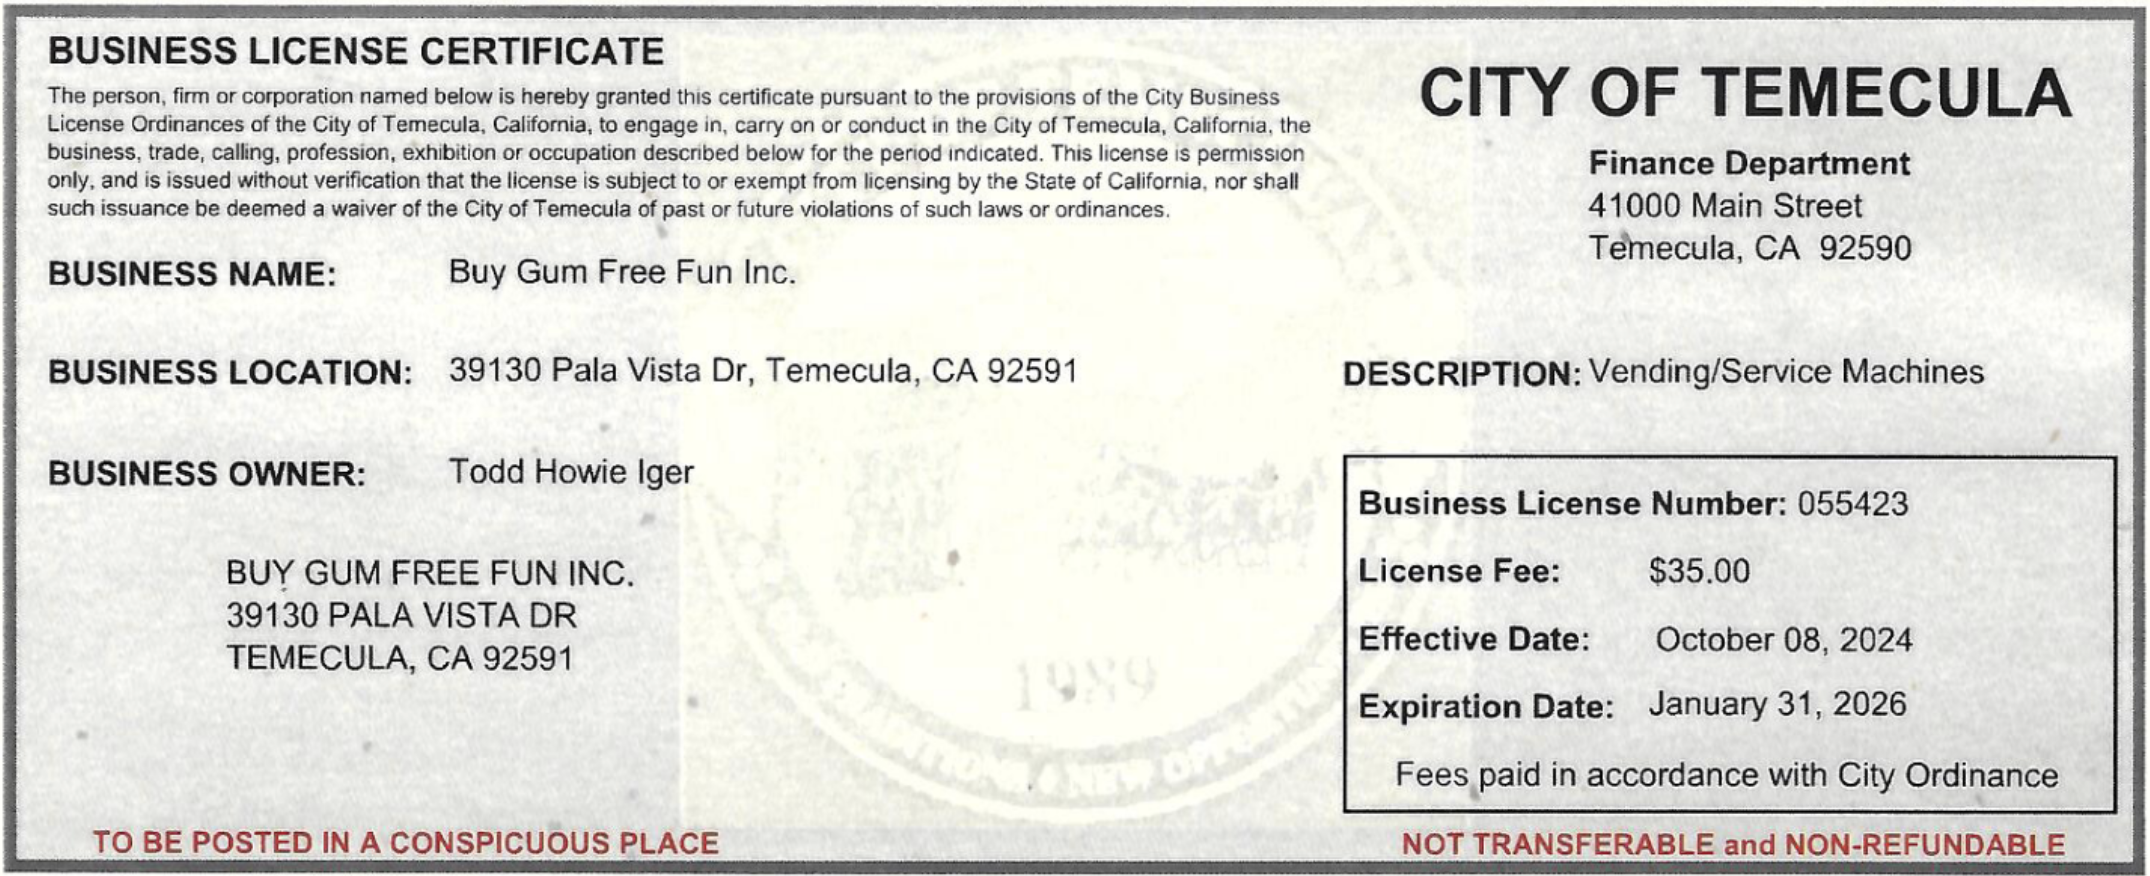 BUSINESS LICENSE CERTIFICATE
The person, firm or corporation named below is hereby granted this certificate pursuant to the provisions of the City Business
License Ordinances of the City of Temecula, California, to engage in, carry on or conduct in the City of Temecula, California, the
business, trade, calling, profession, exhibition or occupation described below for the period indicated. This license is permission
only, and is issued without verification that the license is subject to or exempt from licensing by the State of California, nor shall
such issuance be deemed a waiver of the City of Temecula of past or future violations of such laws or ordinances.
CITY OF TEMECULA
Finance Department
41000 Main Street
Temecula, CA 92590
BUSINESS NAME: Buy Gum Free Fun Inc.
BUSINESS LOCATION: 39130 Pala Vista Dr, Temecula, CA 92591
DESCRIPTION: Vending/Service Machines
BUSINESS OWNER: Todd Howie Iger
BUY GUM FREE FUN INC.
39130 PALA VISTA DR
TEMECULA, CA 92591
Business License Number: 055423
License Fee: $35.00
Effective Date: October 08, 2024
Expiration Date: January 31, 2026
Fees paid in accordance with City Ordinance
1989
TO BE POSTED IN A CONSPICUOUS PLACE
NOT TRANSFERABLE and NON-REFUNDABLE